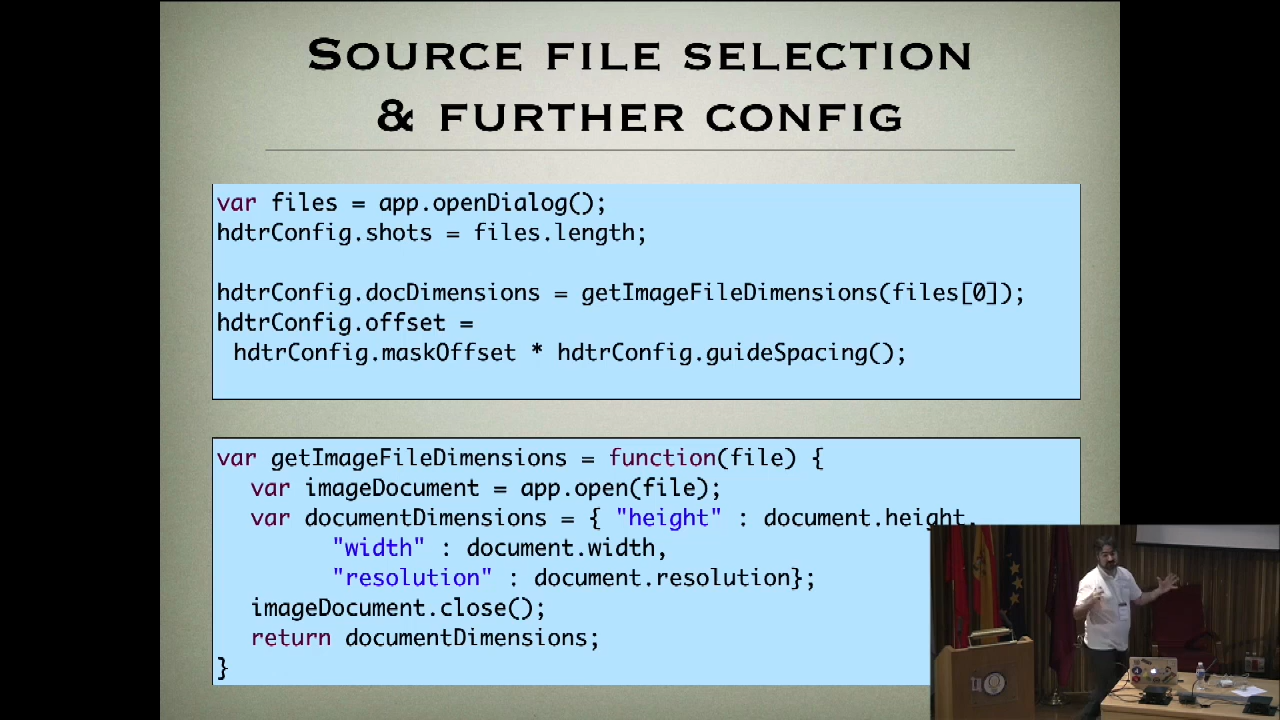 SOURCE FILE SELECTION
& FURTHER CONFIG
var files = app.openDialog();
hdtrConfig.shots = files.length;
hdtrConfig.docDimensions = getImageFileDimensions(files[0]);
hdtrConfig.offset =
hdtrConfig.maskOffset * hdtrConfig.guideSpacing();
var getImageFileDimensions = function(file) {
var imageDocument = app.open(file);
var documentDimensions = { "height" : document.height,
"width" : document.width,
"resolution" : document.resolution};
imageDocument.close();
return documentDimensions;
}